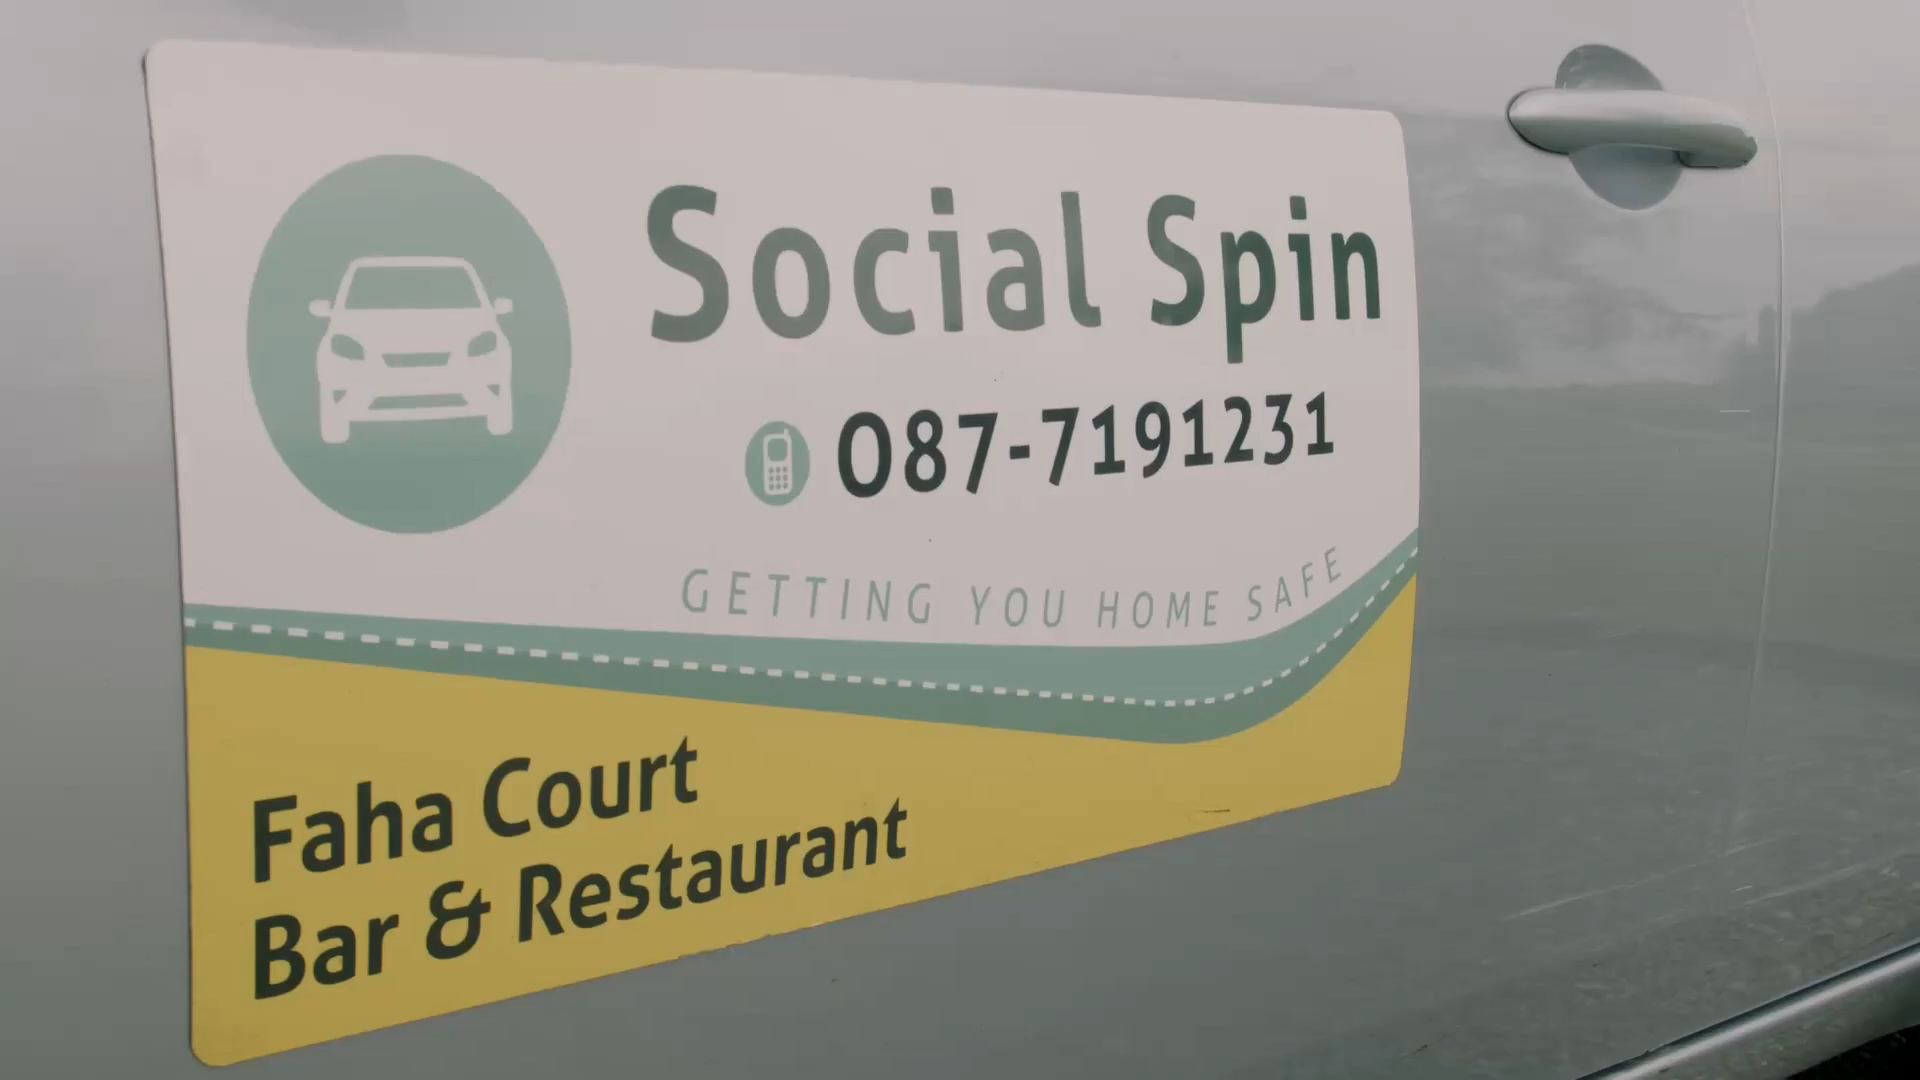 Social Spin
087-7191231
GETTING YOU HOME SAFE
Faha Court
Bar & Restaurant